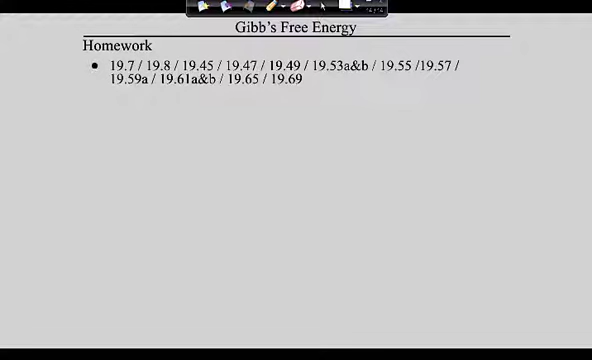 Gibb's Free Energy
Homework
● 19.7 / 19.8 / 19.45 / 19.47 / 19.49 / 19.53a&b / 19.55 /19.57 /
19.59a / 19.61a&b / 19.65 / 19.69